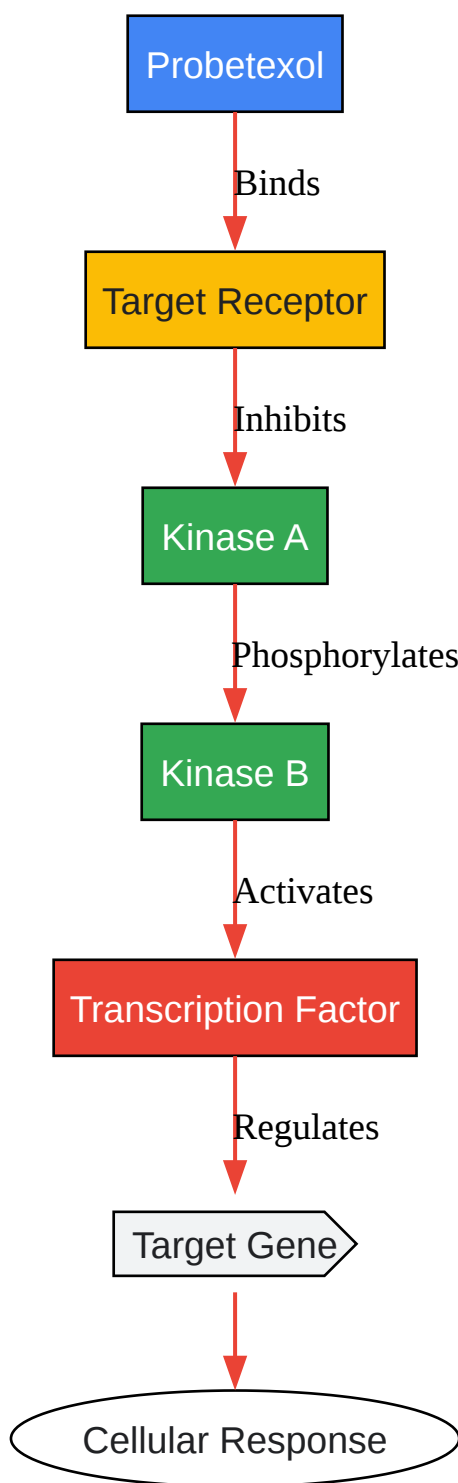 Probetexol
Binds
Target Receptor
Inhibits
Kinase A
Phosphorylates
Kinase B
Activates
Transcription Factor
Regulates
Target Gene
Cellular Response